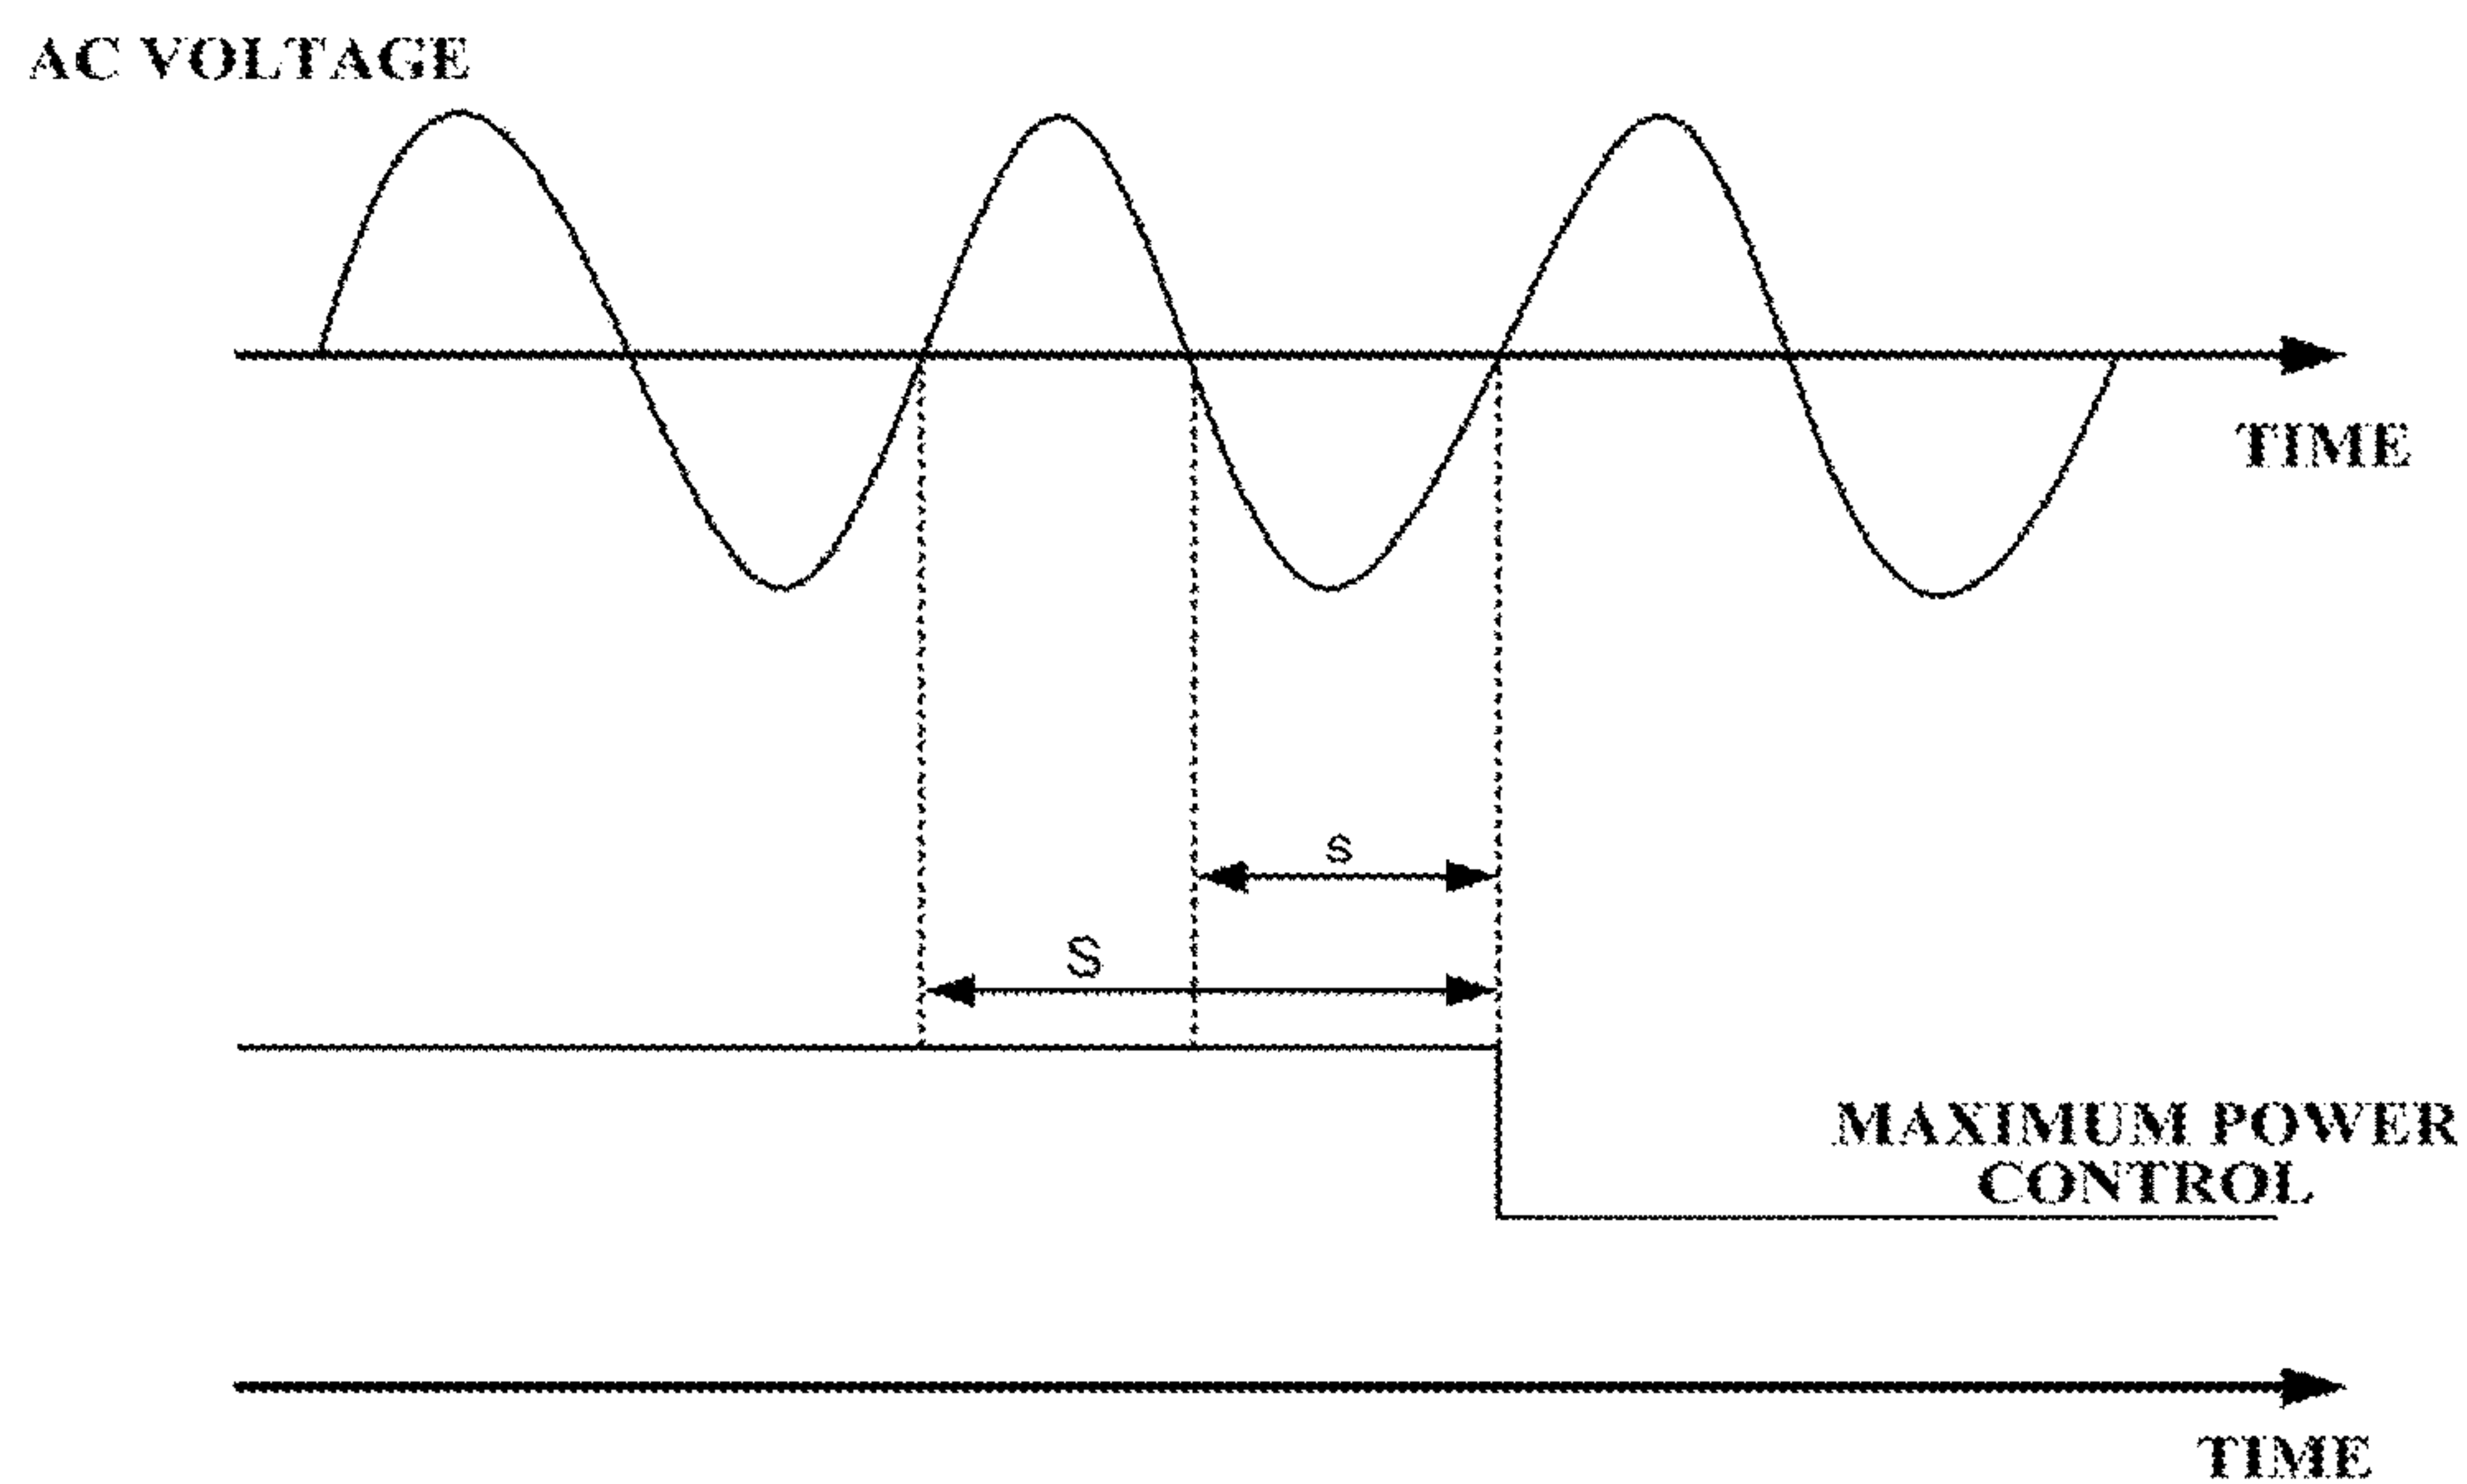 AC VOLTAGE
TIME
s
S
MAXIMUM POWER
CONTROL
TIME